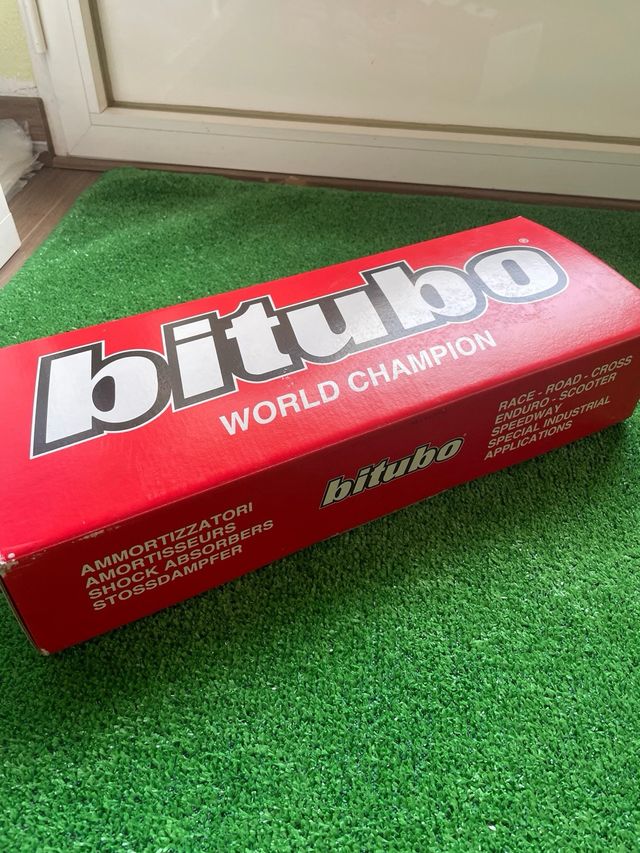 bitubo®
WORLD CHAMPION
AMMORTIZZATORI
AMORTISSEURS
SHOCK ABSORBERS
STOSSDAMPFER
bitubo
RACE - ROAD - CROSS
ENDURO - SCOOTER
SPEEDWAY
SPECIAL INDUSTRIAL
APPLICATIONS